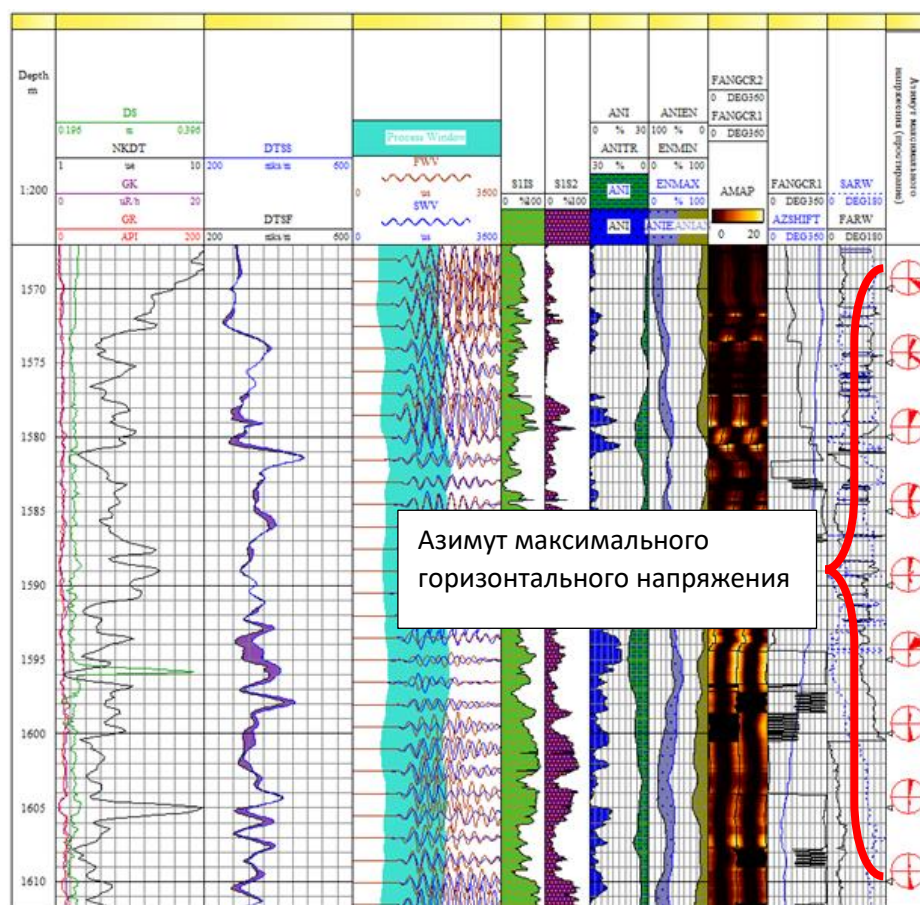 Depth
m
1:200
DS
0.196 m 0.396
NKDT
1 us 10
GK
0 uR/h 20
GR
0 API 200
DTSS
200 mks/m 600
DTSF
200 mks/m 600
Process Window
FWV
0 us 3600
SWV
0 us 3600
S1IS
0 %100
S1S2
0 %100
ANI
0 % 30
ANITR
30 % 0
ANI
ANI
ANIEN
100 % 0
ENMIN
0 % 100
ENMAX
0 % 100
FANGCR2
0 DEG360
FANGCR1
0 DEG360
AMAP
0 20
FANGCR1
0 DEG360
AZSHIFT
0 DEG360
SARW
0 DEG180
FARW
0 DEG180
Азимут максимального
напряжения (простирание)
1570
1575
1580
1585
1590
1595
1600
1605
1610
Азимут максимального
горизонтального напряжения